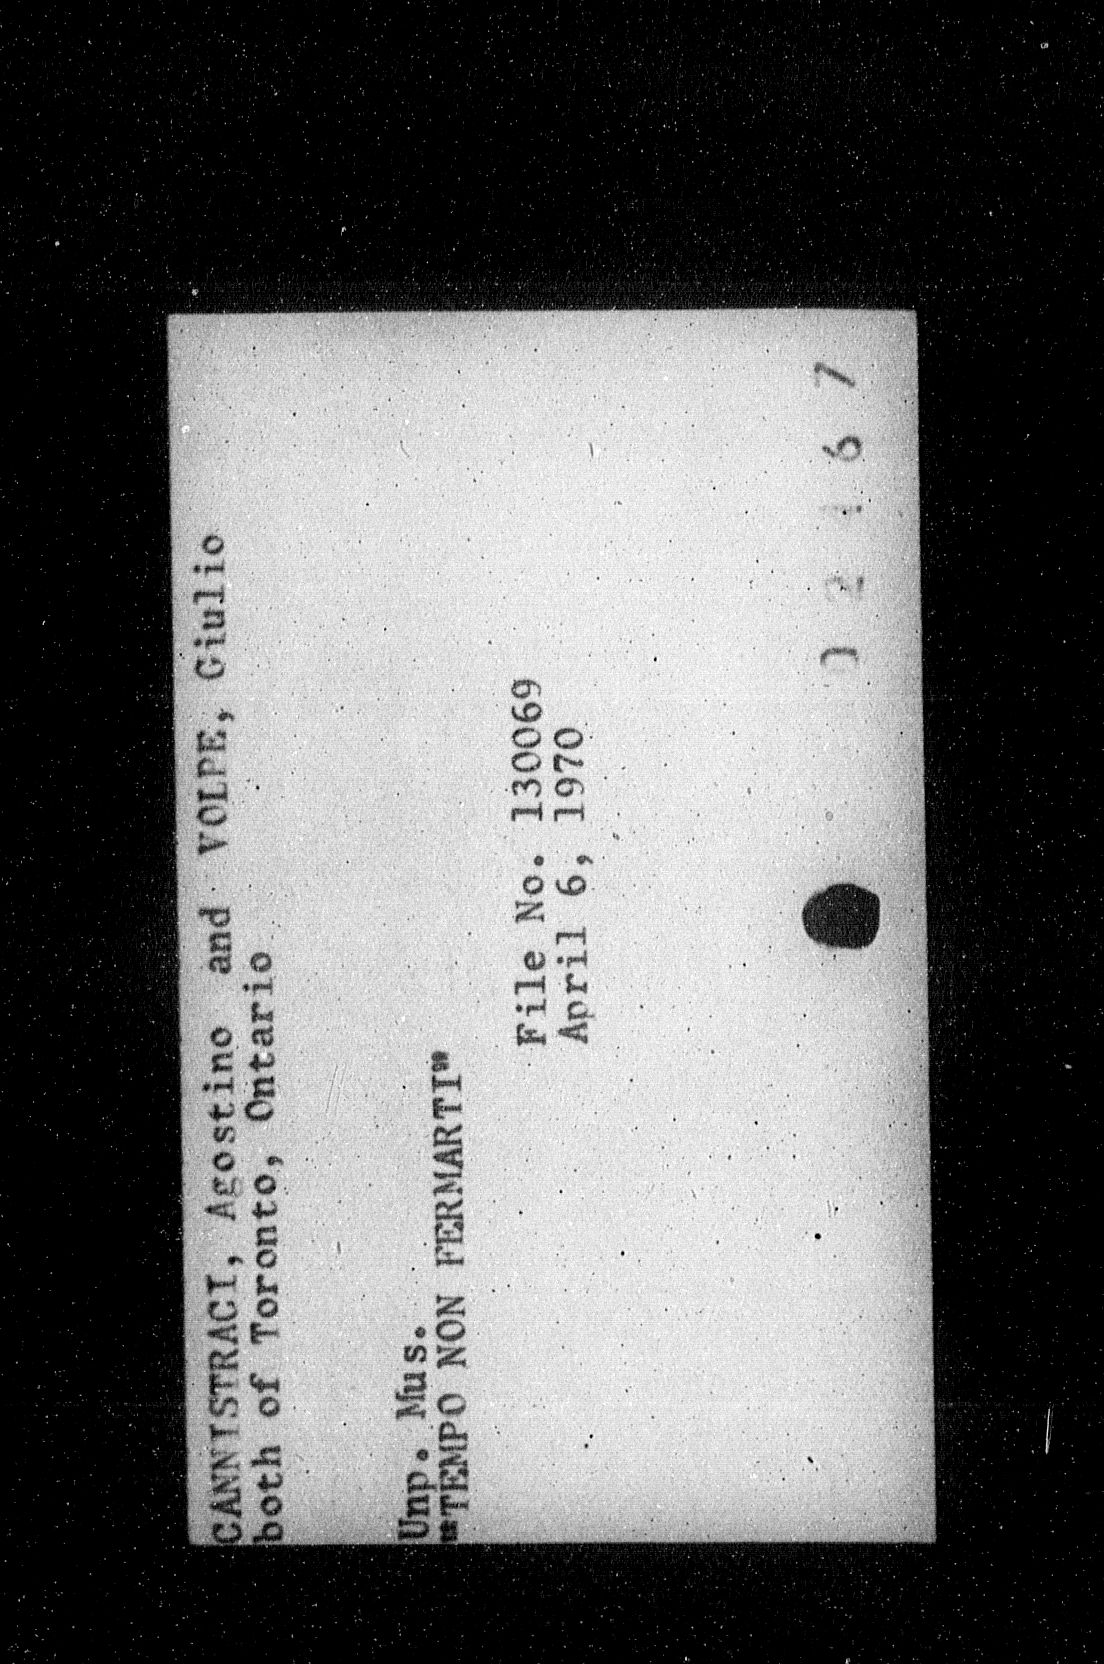 CANNISTRACI, Agostino and VOLPE, Giulio
both of Toronto, Ontario
Unp. Mus.
"TEMPO NON FERMARTI"
File No. 130069
April 6, 1970